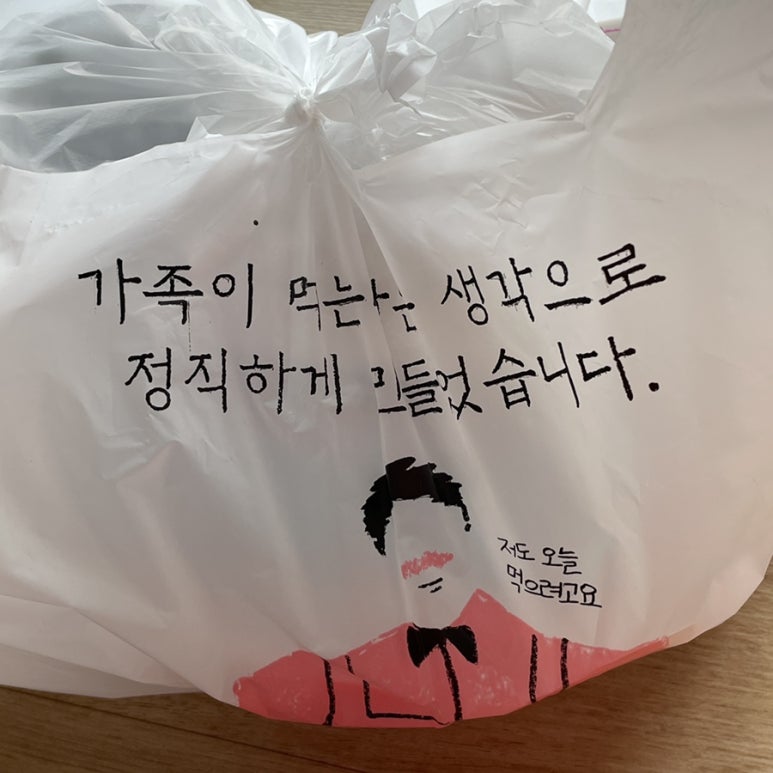 가족이 먹는다는 생각으로
정직하게 만들었습니다.
저도 오늘
먹으려고요